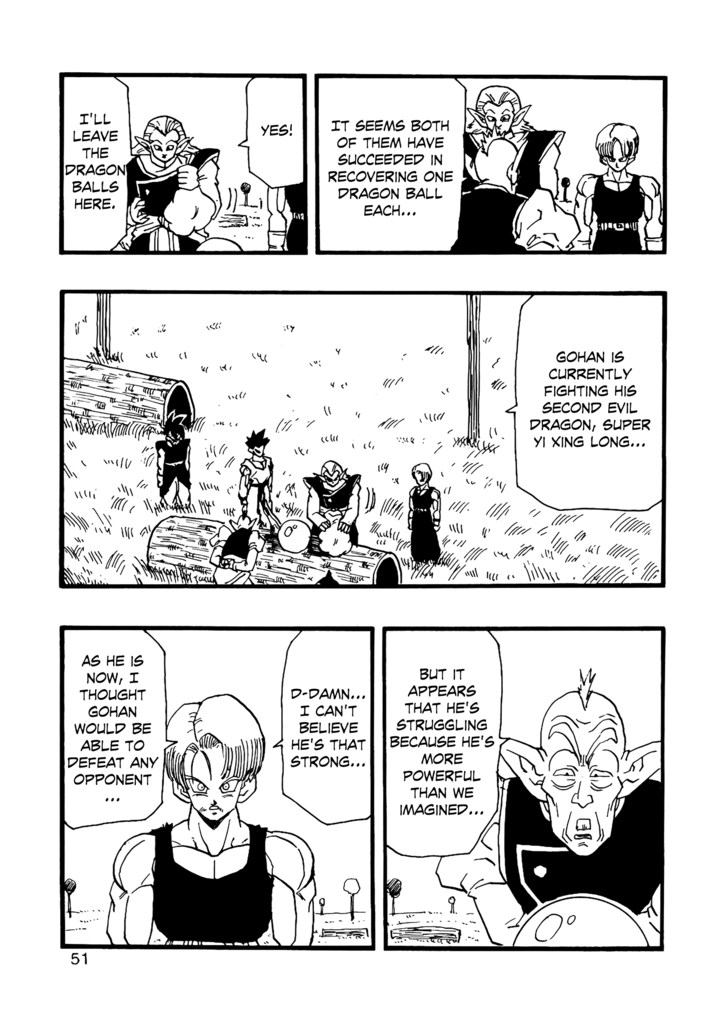 IT SEEMS BOTH
OF THEM HAVE
SUCCEEDED IN
RECOVERING ONE
DRAGON BALL
EACH...
YES!
I'LL
LEAVE
THE
DRAGON
BALLS
HERE.
GOHAN IS
CURRENTLY
FIGHTING HIS
SECOND EVIL
DRAGON, SUPER
YI XING LONG...
BUT IT
APPEARS
THAT HE'S
STRUGGLING
BECAUSE HE'S
MORE
POWERFUL
THAN WE
IMAGINED...
D-DAMN...
I CAN'T
BELIEVE
HE'S THAT
STRONG...
AS HE IS
NOW, I
THOUGHT
GOHAN
WOULD BE
ABLE TO
DEFEAT ANY
OPPONENT
...
51